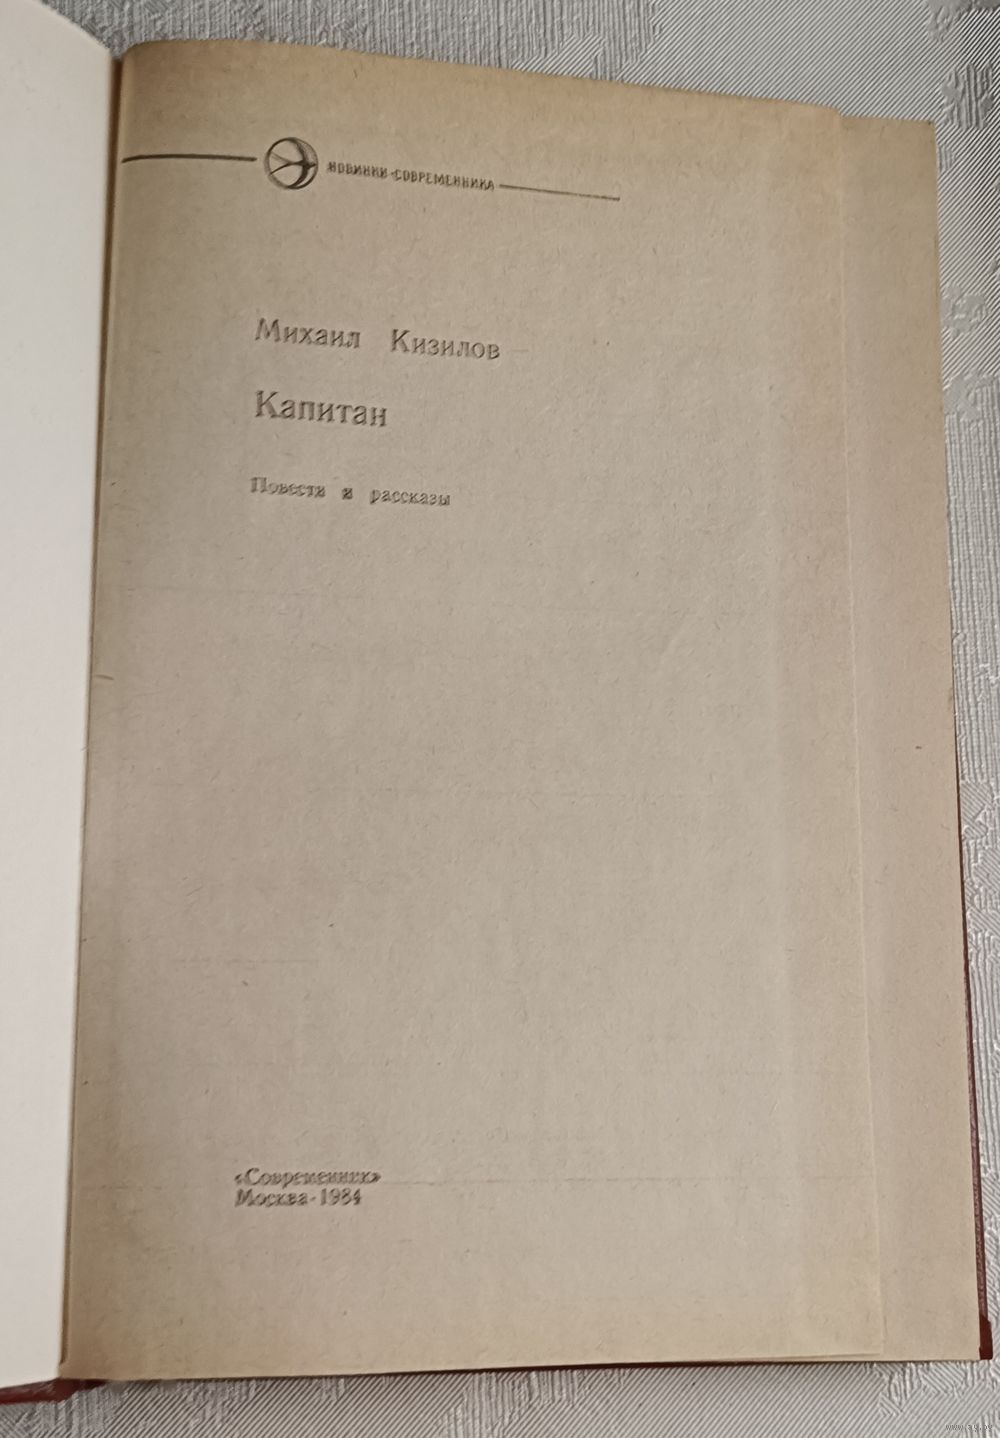 НОВИНКИ·СОВРЕМЕННИКА
Михаил Кизилов
Капитан
Повести и рассказы
«Современник»
Москва·1984